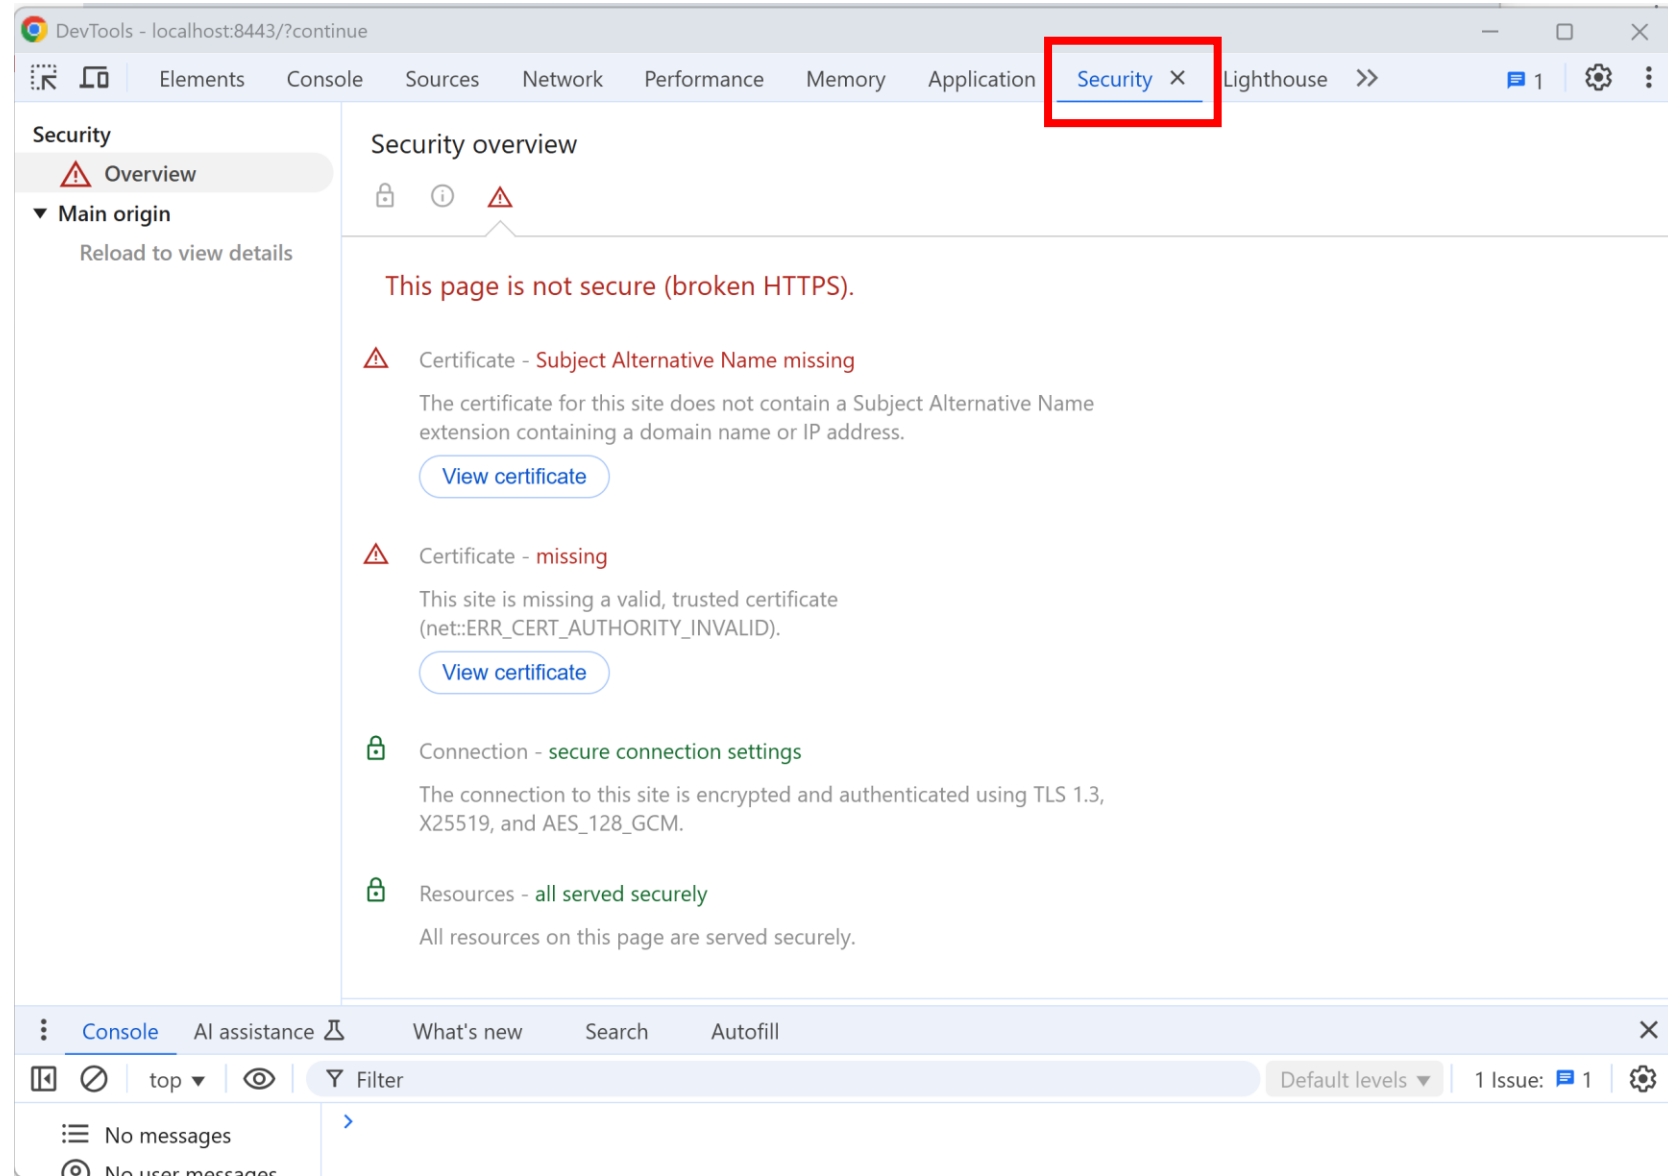 DevTools - localhost:8443/?continue
Elements Console Sources Network Performance Memory Application Security Lighthouse 1
Security
Overview
Main origin
Reload to view details
Security overview
This page is not secure (broken HTTPS).
Certificate - Subject Alternative Name missing
The certificate for this site does not contain a Subject Alternative Name
extension containing a domain name or IP address.
View certificate
Certificate - missing
This site is missing a valid, trusted certificate
(net::ERR_CERT_AUTHORITY_INVALID).
View certificate
Connection - secure connection settings
The connection to this site is encrypted and authenticated using TLS 1.3,
X25519, and AES_128_GCM.
Resources - all served securely
All resources on this page are served securely.
Console AI assistance What's new Search Autofill
top Filter Default levels 1 Issue: 1
No messages
No user messages